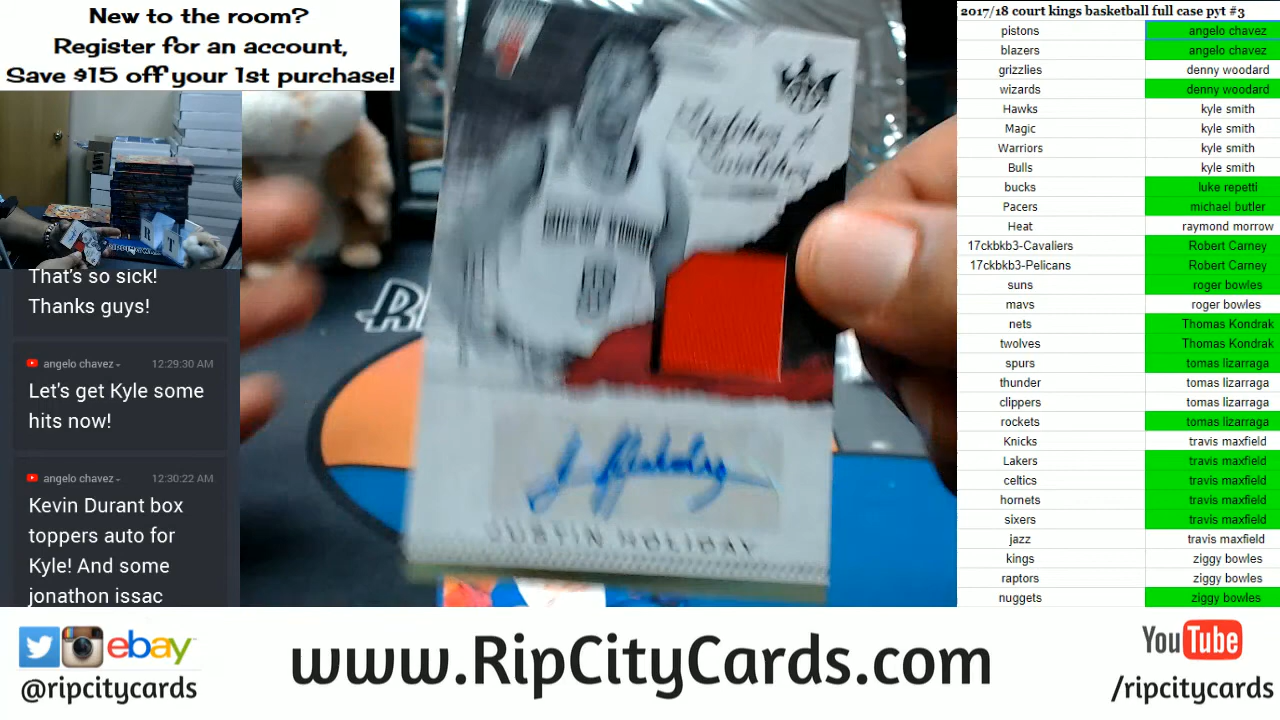 New to the room?
Register for an account,
Save $15 off your 1st purchase!
That's so sick!
Thanks guys!
angelo chavez 12:29:30 AM
Let's get Kyle some
hits now!
angelo chavez 12:30:22 AM
Kevin Durant box
toppers auto for
Kyle! And some
jonathon issac
R T
JUSTIN HOLIDAY
2017/18 court kings basketball full case pyt #3
pistons angelo chavez
blazers angelo chavez
grizzlies denny woodard
wizards denny woodard
Hawks kyle smith
Magic kyle smith
Warriors kyle smith
Bulls kyle smith
bucks luke repetti
Pacers michael butler
Heat raymond morrow
17ckbkb3-Cavaliers Robert Carney
17ckbkb3-Pelicans Robert Carney
suns roger bowles
mavs roger bowles
nets Thomas Kondrak
twolves Thomas Kondrak
spurs tomas lizarraga
thunder tomas lizarraga
clippers tomas lizarraga
rockets tomas lizarraga
Knicks travis maxfield
Lakers travis maxfield
celtics travis maxfield
hornets travis maxfield
sixers travis maxfield
jazz travis maxfield
kings ziggy bowles
raptors ziggy bowles
nuggets ziggy bowles
ebay
@ripcitycards
www.RipCityCards.com
YouTube
/ripcitycards